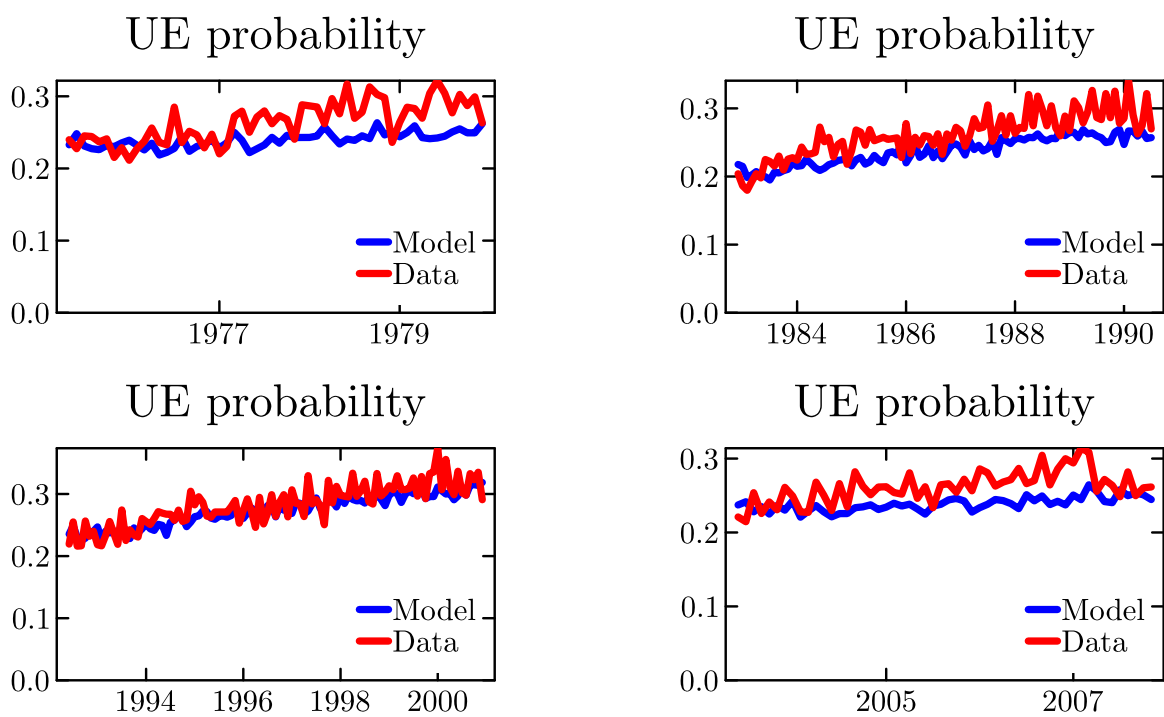 UE probability
0.3
0.2
0.1
0.0
Model
Data
1977 1979
UE probability
0.3
0.2
0.1
0.0
Model
Data
1984 1986 1988 1990
UE probability
0.3
0.2
0.1
0.0
Model
Data
1994 1996 1998 2000
UE probability
0.3
0.2
0.1
0.0
Model
Data
2005 2007